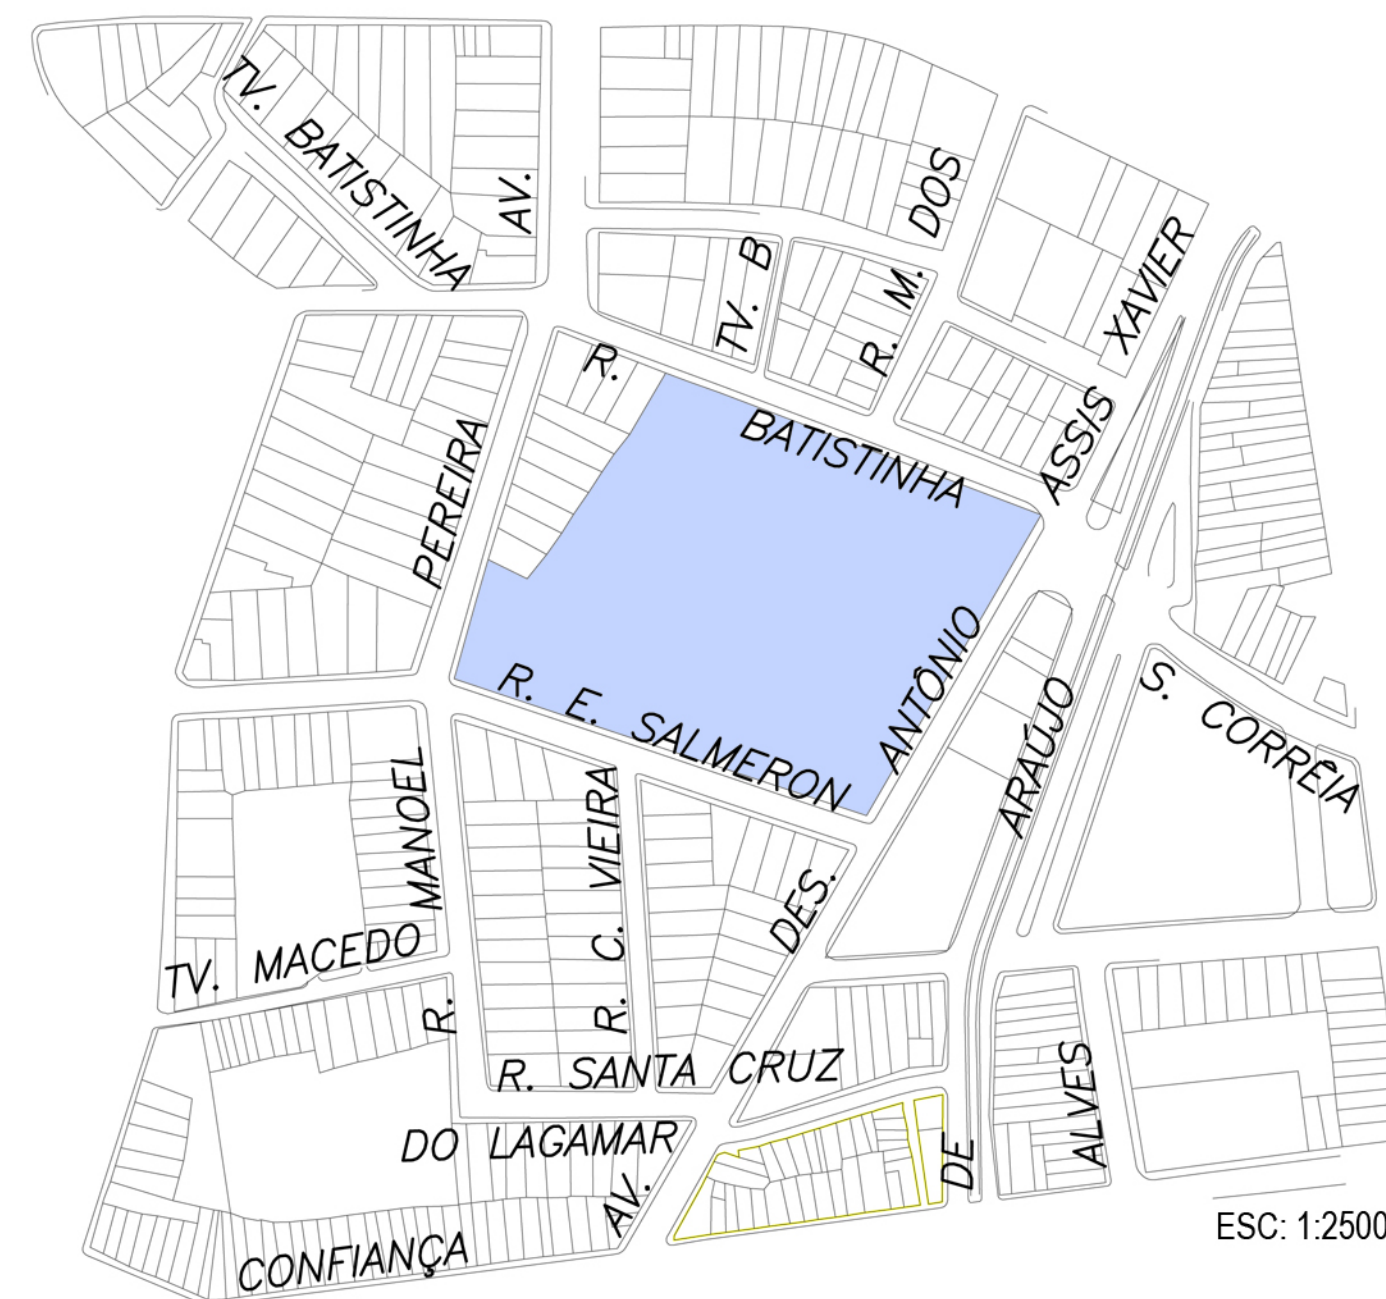 TV. BATISTINHA
AV.
DOS
TV. B
R. M.
XAVIER
R.
BATISTINHA
ASSIS
PEREIRA
R. E. SALMERON
ANTÔNIO
ARAÚJO
S. CORRÊIA
MANOEL
R. C. VIEIRA
DES.
TV. MACEDO
R.
R. SANTA CRUZ
DO LAGAMAR
AV.
DE
ALVES
CONFIANÇA
ESC: 1:2500